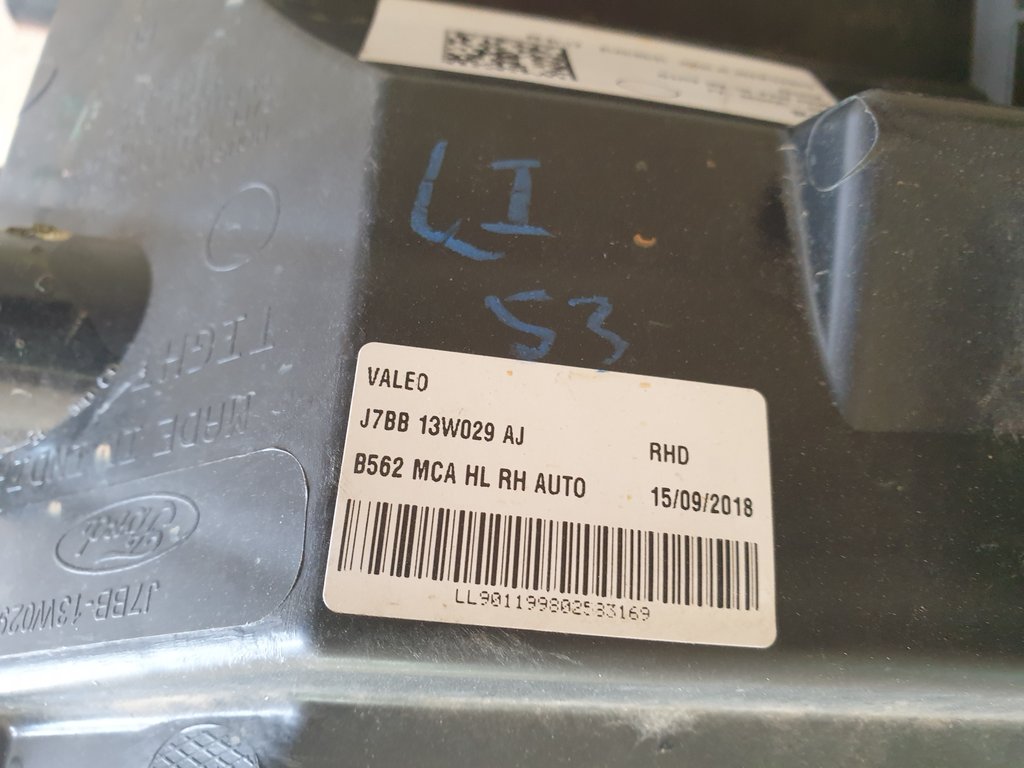 LI
53
VALEO
J7BB 13W029 AJ
RHD
B562 MCA HL RH AUTO
15/09/2018
LL901199802583169
TIGHT
MADE IN INDIA
Ford
J7BB-13W029